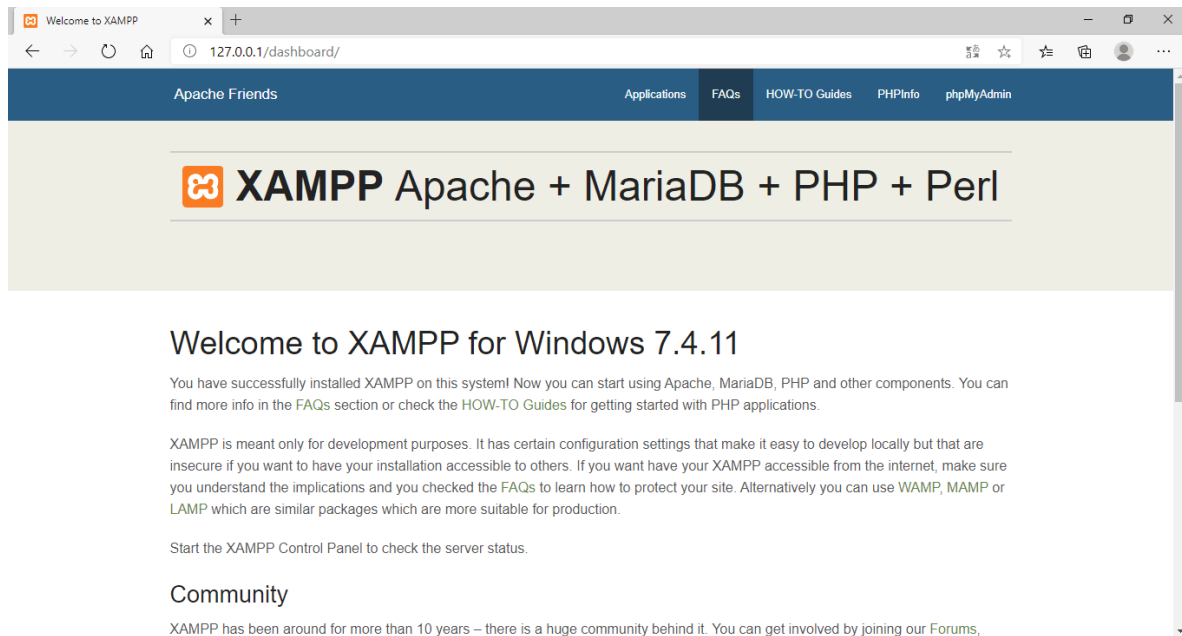 Welcome to XAMPP
127.0.0.1/dashboard/
Apache Friends
Applications
FAQs
HOW-TO Guides
PHPInfo
phpMyAdmin
XAMPP Apache + MariaDB + PHP + Perl
Welcome to XAMPP for Windows 7.4.11
You have successfully installed XAMPP on this system! Now you can start using Apache, MariaDB, PHP and other components. You can
find more info in the FAQs section or check the HOW-TO Guides for getting started with PHP applications.
XAMPP is meant only for development purposes. It has certain configuration settings that make it easy to develop locally but that are
insecure if you want to have your installation accessible to others. If you want have your XAMPP accessible from the internet, make sure
you understand the implications and you checked the FAQs to learn how to protect your site. Alternatively you can use WAMP, MAMP or
LAMP which are similar packages which are more suitable for production.
Start the XAMPP Control Panel to check the server status.
Community
XAMPP has been around for more than 10 years – there is a huge community behind it. You can get involved by joining our Forums,